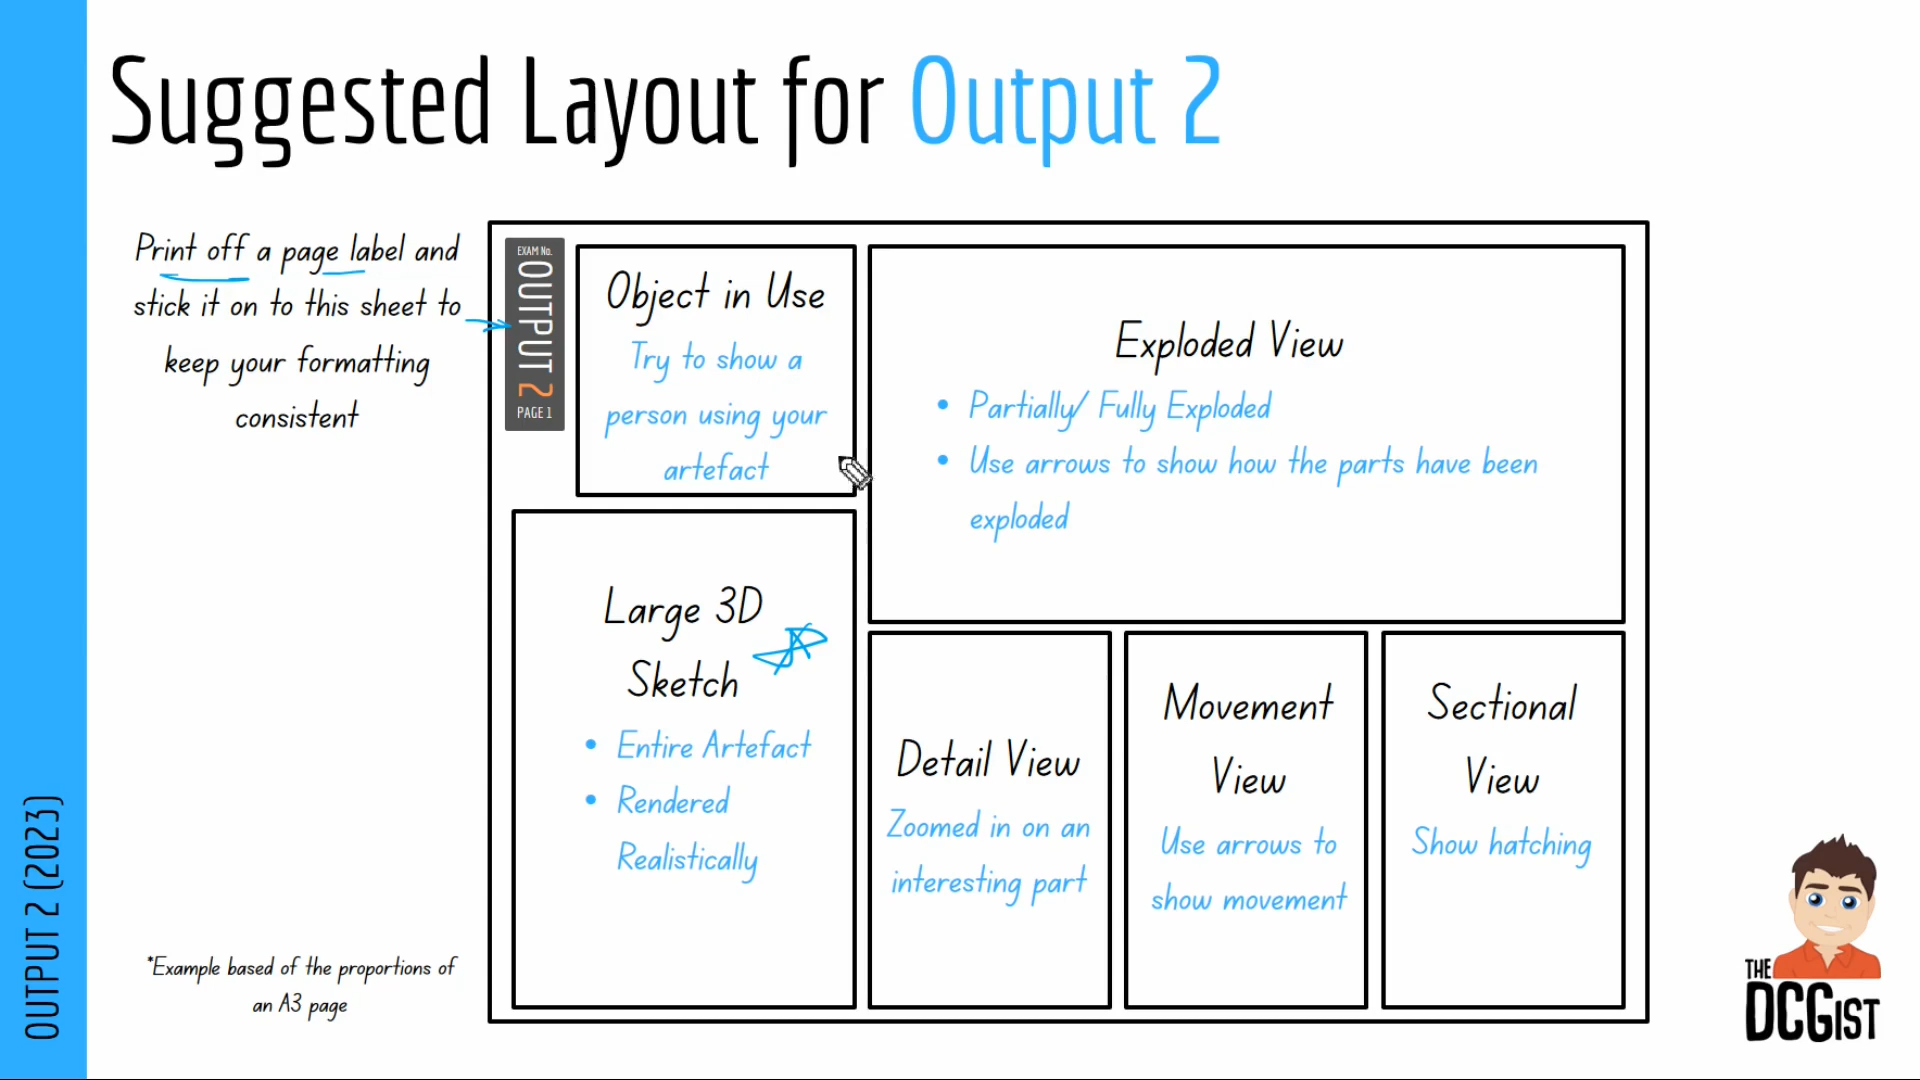 Suggested Layout for Output 2
Print off a page label and
stick it on to this sheet to
keep your formatting
consistent
EXAM No.
OUTPUT 2
PAGE 1
Object in Use
Try to show a
person using your
artefact
Exploded View
• Partially/ Fully Exploded
• Use arrows to show how the parts have been
exploded
Large 3D
Sketch
• Entire Artefact
• Rendered
Realistically
Detail View
Zoomed in on an
interesting part
Movement
View
Use arrows to
show movement
Sectional
View
Show hatching
*Example based of the proportions of
an A3 page
OUTPUT 2 (2023)
THE
DCGIST